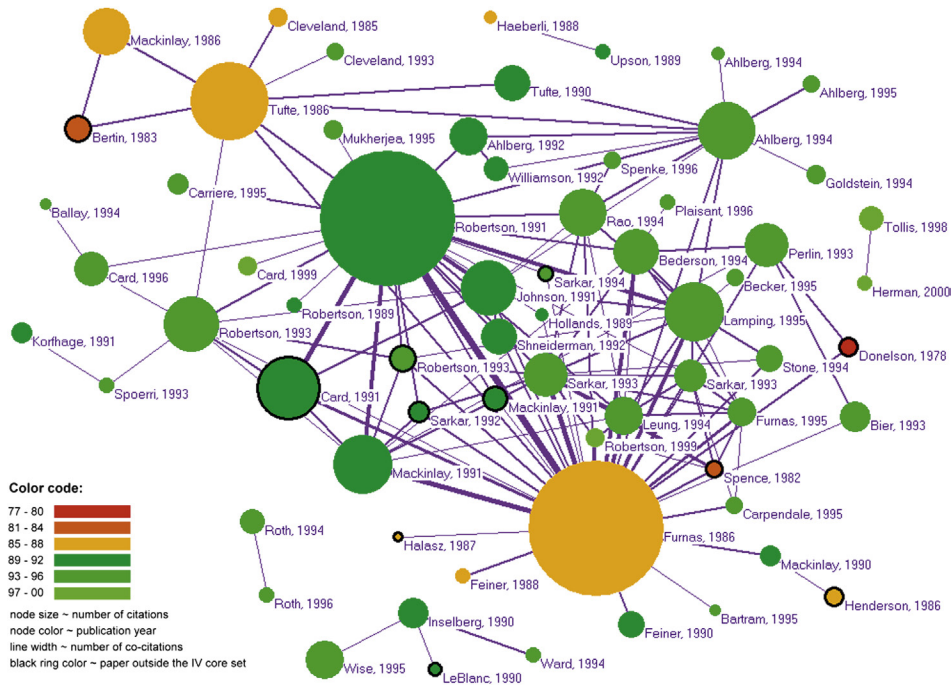 Cleveland, 1985
Mackinlay, 1986
Haeberli, 1988
Cleveland, 1993
Upson, 1989
Ahlberg, 1994
Ahlberg, 1995
Tufte, 1986
Tufte, 1990
Bertin, 1983
Mukherjea, 1995
Ahlberg, 1992
Ahlberg, 1994
Williamson, 1992
Spenke, 1996
Goldstein, 1994
Carriere, 1995
Ballay, 1994
Robertson, 1991
Rao, 1994
Plaisant, 1996
Tollis, 1998
Card, 1996
Card, 1999
Bederson, 1994
Perlin, 1993
Sarkar, 1994
Becker, 1995
Herman, 2000
Johnson, 1991
Robertson, 1989
Hollands, 1989
Lamping, 1995
Robertson, 1993
Korfhage, 1991
Shneiderman, 1992
Donelson, 1978
Robertson, 1993
Stone, 1994
Spoerri, 1993
Sarkar, 1993
Sarkar, 1993
Card, 1991
Mackinlay, 1991
Sarkar, 1992
Leung, 1994
Furnas, 1995
Bier, 1993
Robertson, 1999
Mackinlay, 1991
Spence, 1982
Carpendale, 1995
Roth, 1994
Furnas, 1986
Halasz, 1987
Mackinlay, 1990
Feiner, 1988
Roth, 1996
Henderson, 1986
Bartram, 1995
Inselberg, 1990
Feiner, 1990
Wise, 1995
Ward, 1994
LeBlanc, 1990
Color code:
77 - 80
81 - 84
85 - 88
89 - 92
93 - 96
97 - 00
node size ~ number of citations
node color ~ publication year
line width ~ number of co-citations
black ring color ~ paper outside the IV core set